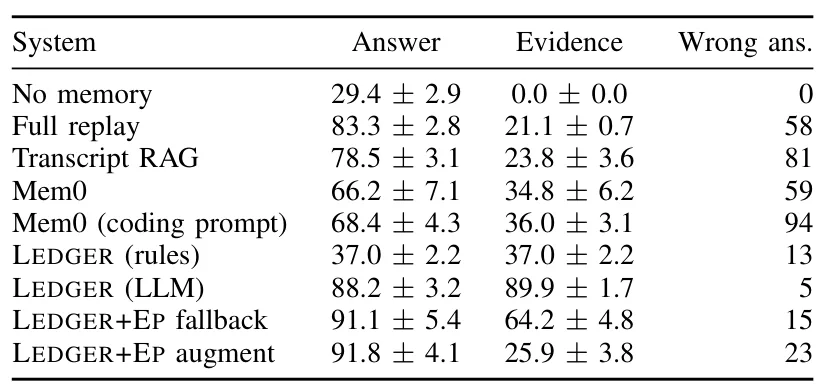 System Answer Evidence Wrong ans.
No memory 29.4 ± 2.9 0.0 ± 0.0 0
Full replay 83.3 ± 2.8 21.1 ± 0.7 58
Transcript RAG 78.5 ± 3.1 23.8 ± 3.6 81
Mem0 66.2 ± 7.1 34.8 ± 6.2 59
Mem0 (coding prompt) 68.4 ± 4.3 36.0 ± 3.1 94
LEDGER (rules) 37.0 ± 2.2 37.0 ± 2.2 13
LEDGER (LLM) 88.2 ± 3.2 89.9 ± 1.7 5
LEDGER+EP fallback 91.1 ± 5.4 64.2 ± 4.8 15
LEDGER+EP augment 91.8 ± 4.1 25.9 ± 3.8 23